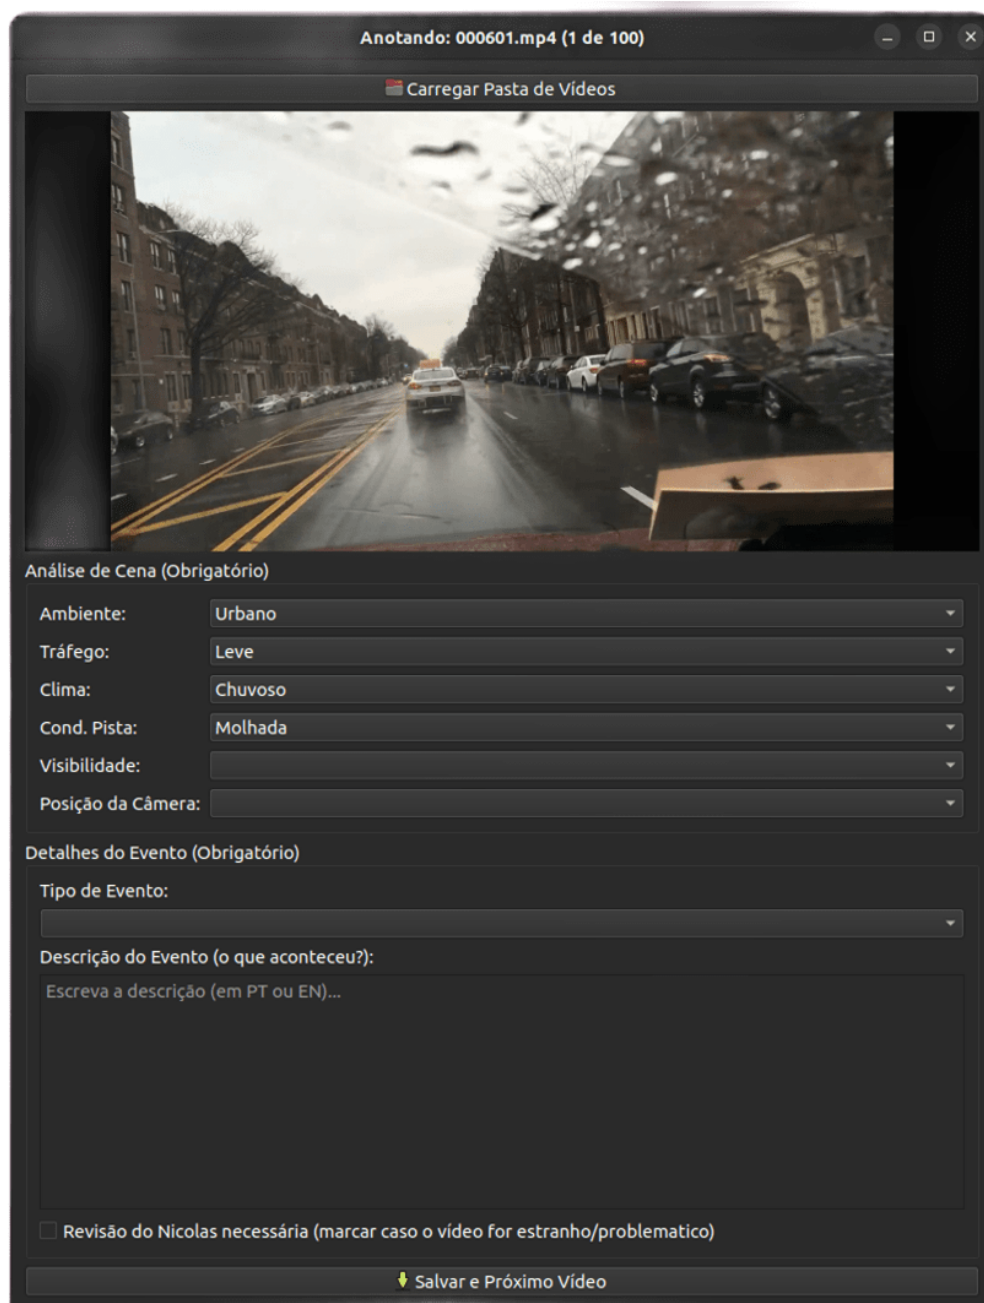 Anotando: 000601.mp4 (1 de 100)
Carregar Pasta de Vídeos
Análise de Cena (Obrigatório)
Ambiente: Urbano
Tráfego: Leve
Clima: Chuvoso
Cond. Pista: Molhada
Visibilidade:
Posição da Câmera:
Detalhes do Evento (Obrigatório)
Tipo de Evento:
Descrição do Evento (o que aconteceu?):
Escreva a descrição (em PT ou EN)...
Revisão do Nicolas necessária (marcar caso o vídeo for estranho/problematico)
Salvar e Próximo Vídeo